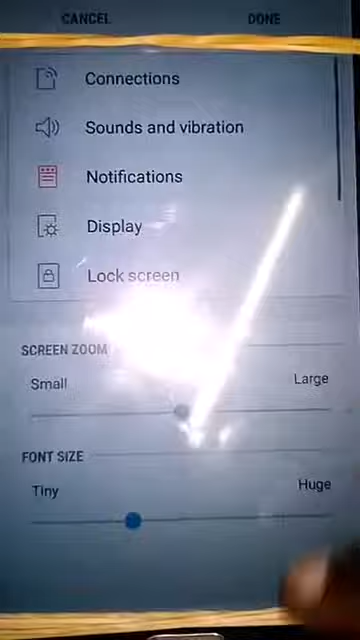 CANCEL DONE
Connections
Sounds and vibration
Notifications
Display
Lock screen
SCREEN ZOOM
Small Large
FONT SIZE
Tiny Huge